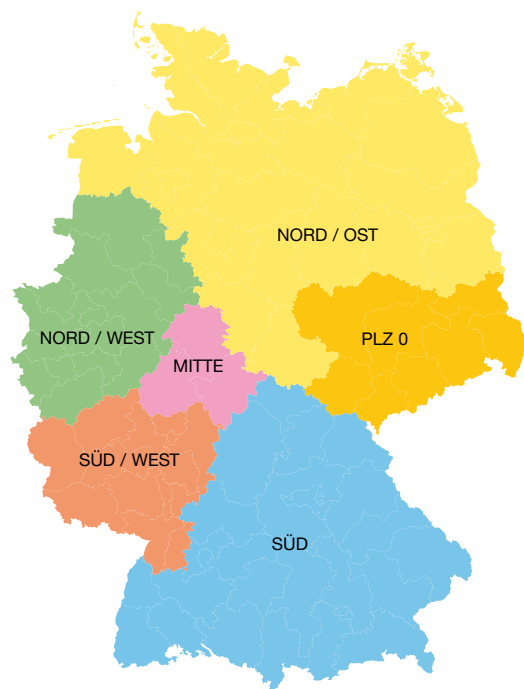 NORD / OST
NORD / WEST
PLZ 0
MITTE
SÜD / WEST
SÜD